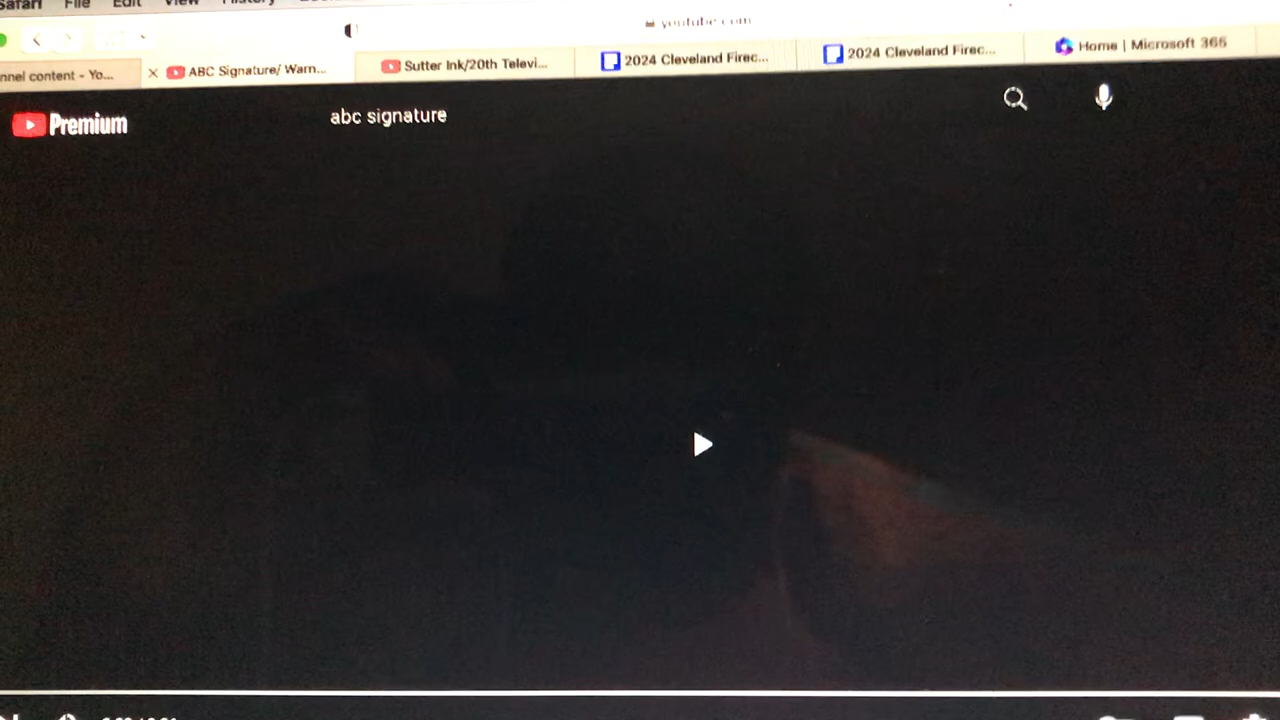 Safari File Edit View History
youtube.com
nnel content - Yo... ABC Signature/ Warn... Sutter Ink/20th Televi... 2024 Cleveland Firec... 2024 Cleveland Firec... Home | Microsoft 365
Premium abc signature